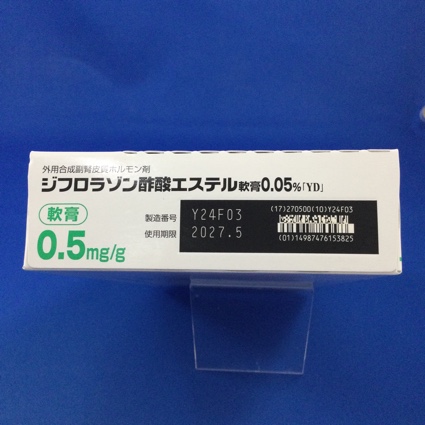 外用合成副腎皮質ホルモン剤
ジフロラゾン酢酸エステル軟膏0.05%「YD」
軟膏
0.5mg/g
製造番号 Y24F03
使用期限 2027.5
(17)270500(10)Y24F03
(01)14987476153825